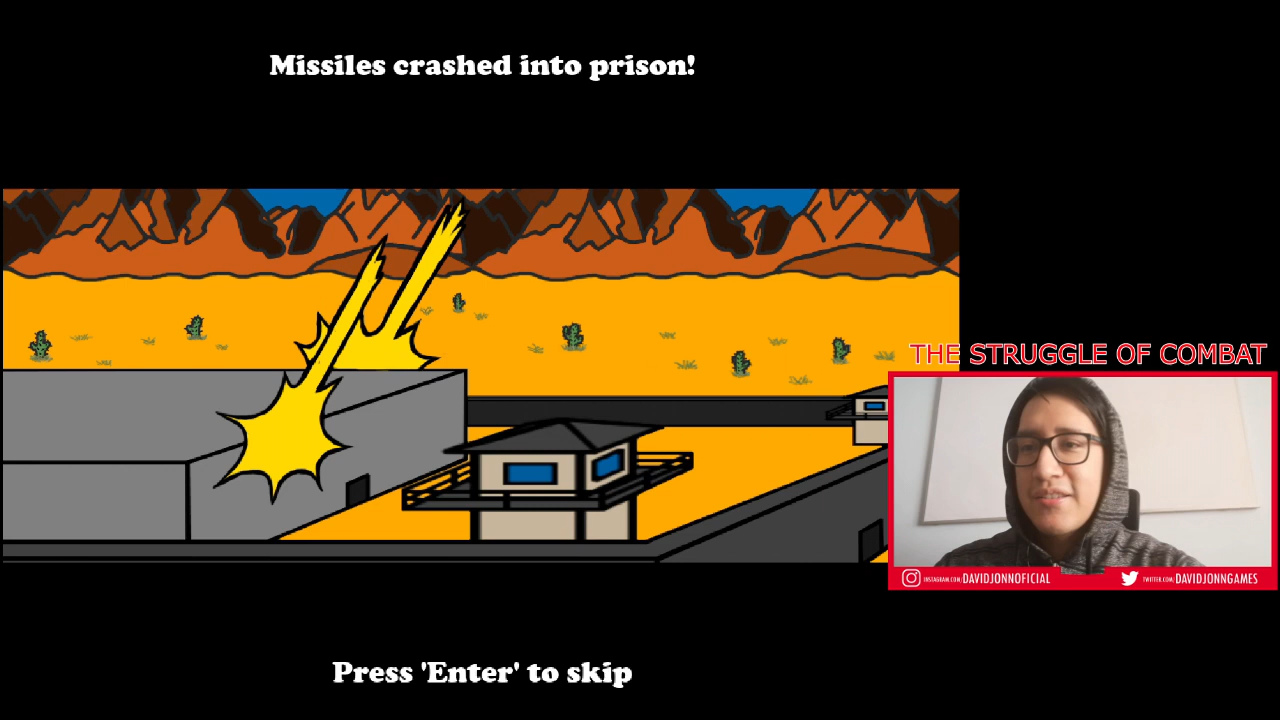 Missiles crashed into prison!
THE STRUGGLE OF COMBAT
INSTAGRAM.COM/DAVIDJONNOFICIAL
TWITTER.COM/DAVIDJONNGAMES
Press 'Enter' to skip